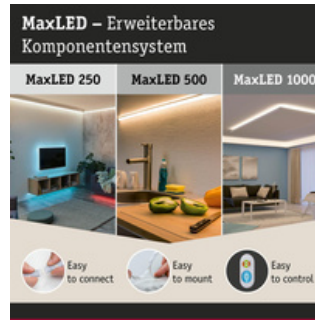 MaxLED – Erweiterbares
Komponentensystem
MaxLED 250
MaxLED 500
MaxLED 1000
Easy
to connect
Easy
to mount
Easy
to control